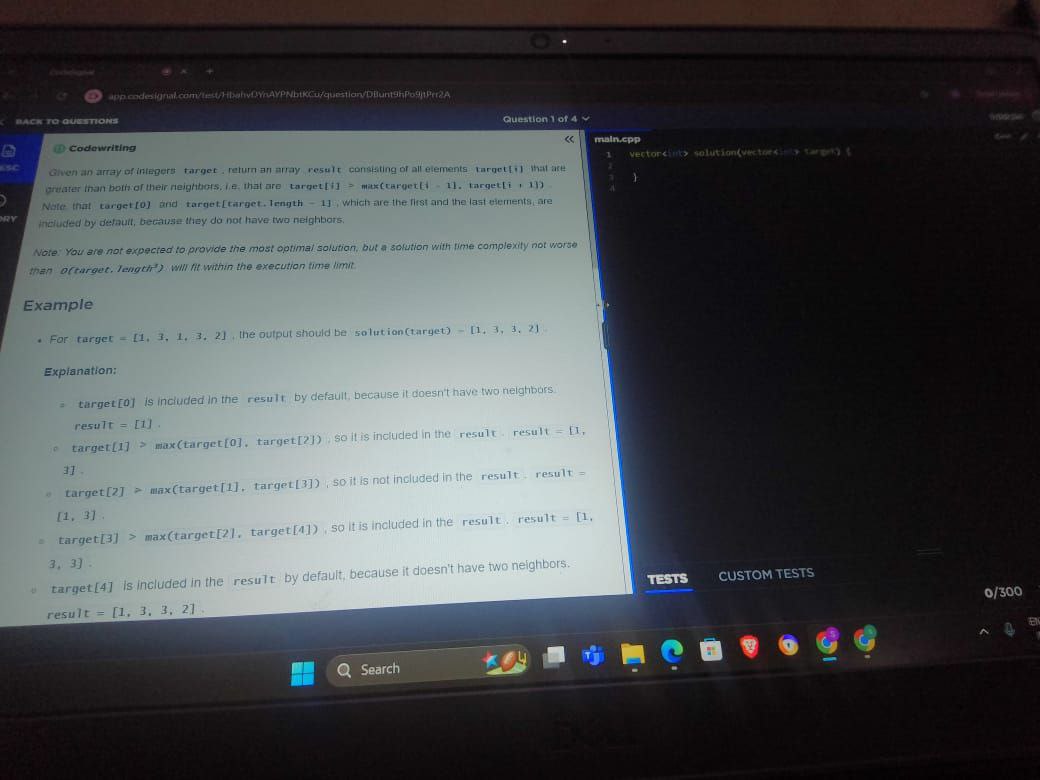 app.codesignal.com/test/HbahvDYnAYPNbtKCu/question/DBunt9hPo9jtPrr2A
BACK TO QUESTIONS
Question 1 of 4
Codewriting
Given an array of integers target, return an array result consisting of all elements target[i] that are
greater than both of their neighbors, i.e. that are target[i] > max(target[i - 1], target[i + 1]).
Note, that target[0] and target[target.length - 1], which are the first and the last elements, are
included by default, because they do not have two neighbors.
Note: You are not expected to provide the most optimal solution, but a solution with time complexity not worse
than O(target.length²) will fit within the execution time limit.
Example
• For target = [1, 3, 1, 3, 2], the output should be solution(target) = [1, 3, 3, 2].
Explanation:
target[0] is included in the result by default, because it doesn't have two neighbors.
result = [1].
target[1] > max(target[0], target[2]), so it is included in the result. result = [1,
3].
target[2] > max(target[1], target[3]), so it is not included in the result. result =
[1, 3].
target[3] > max(target[2], target[4]), so it is included in the result. result = [1,
3, 3].
target[4] is included in the result by default, because it doesn't have two neighbors.
result = [1, 3, 3, 2].
main.cpp
1 vector<int> solution(vector<int> target) {
2
3 }
4
TESTS
CUSTOM TESTS
0/300
Search